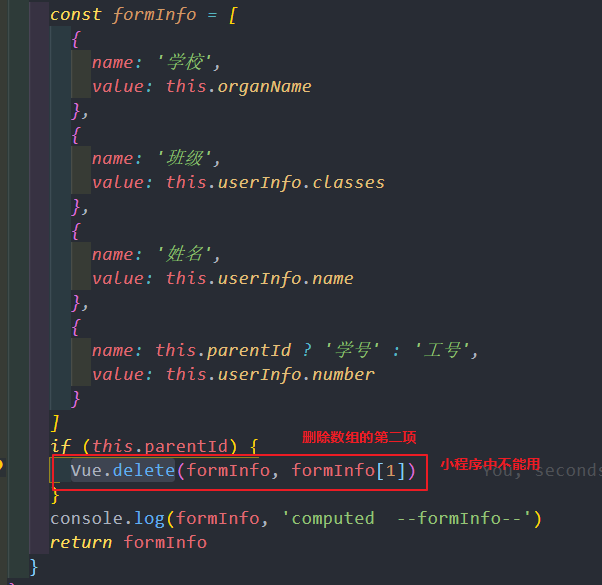 const formInfo = [
{
name: '学校',
value: this.organName
},
{
name: '班级',
value: this.userInfo.classes
},
{
name: '姓名',
value: this.userInfo.name
},
{
name: this.parentId ? '学号' : '工号',
value: this.userInfo.number
}
]
删除数组的第二项
if (this.parentId) {
Vue.delete(formInfo, formInfo[1])
小程序中不能用
You, seconds
}
console.log(formInfo, 'computed --formInfo--')
return formInfo
}